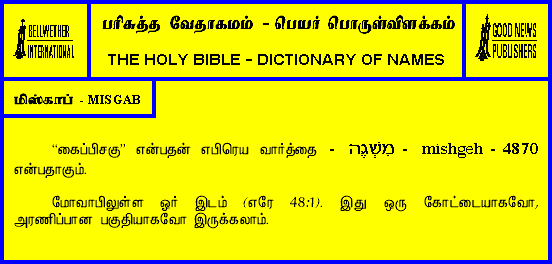 BELLWETHER
INTERNATIONAL
பரிசுத்த வேதாகமம் - பெயர் பொருள்விளக்கம்
THE HOLY BIBLE - DICTIONARY OF NAMES
GOOD NEWS
PUBLISHERS
மிஸ்காப் - MISGAB
“கைப்பிசகு” என்பதன் எபிரெய வார்த்தை - מִשְׁגֶּה - mishgeh - 4870
என்பதாகும்.
மோவாபிலுள்ள ஓர் இடம் (எரே 48:1). இது ஒரு கோட்டையாகவோ,
அரணிப்பான பகுதியாகவோ இருக்கலாம்.